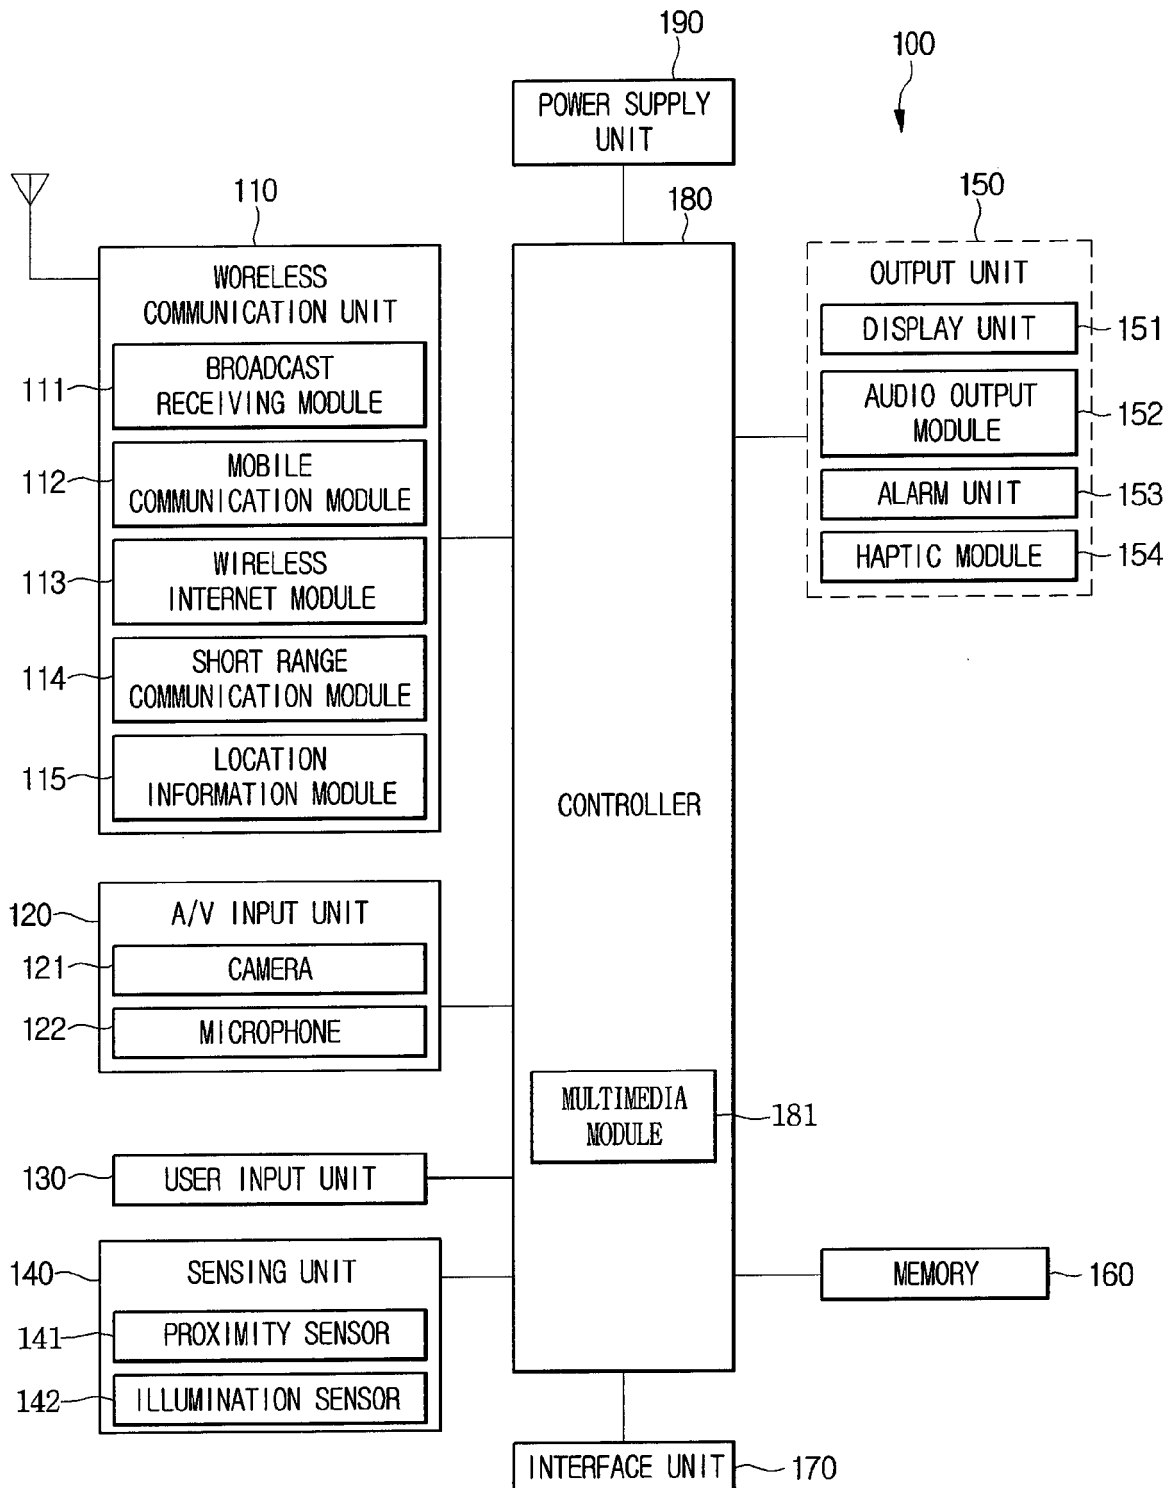 190
100
POWER SUPPLY
UNIT
110
180
150
WORELESS
COMMUNICATION UNIT
OUTPUT UNIT
DISPLAY UNIT
151
111
BROADCAST
RECEIVING MODULE
AUDIO OUTPUT
MODULE
152
112
MOBILE
COMMUNICATION MODULE
ALARM UNIT
153
113
WIRELESS
INTERNET MODULE
HAPTIC MODULE
154
114
SHORT RANGE
COMMUNICATION MODULE
115
LOCATION
INFORMATION MODULE
CONTROLLER
120
A/V INPUT UNIT
121
CAMERA
122
MICROPHONE
MULTIMEDIA
MODULE
181
130
USER INPUT UNIT
140
SENSING UNIT
MEMORY
160
141
PROXIMITY SENSOR
142
ILLUMINATION SENSOR
INTERFACE UNIT
170